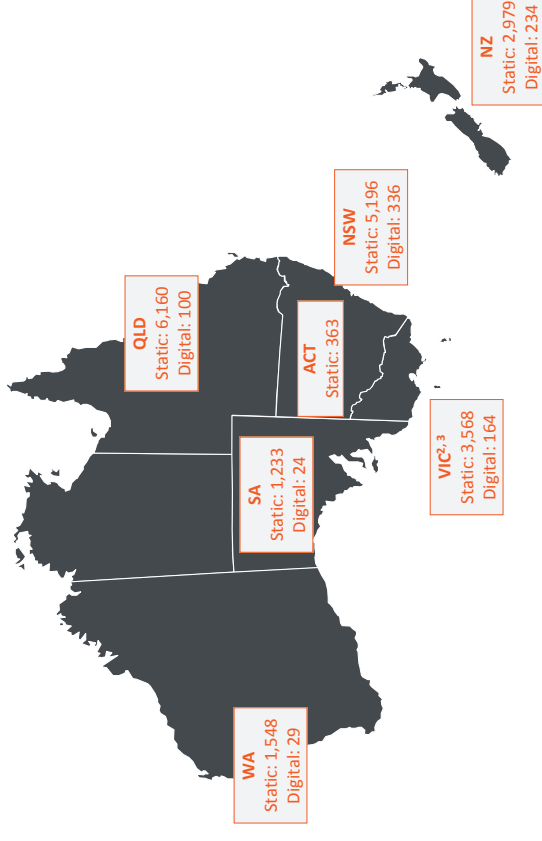 WA
Static: 1,548
Digital: 29
SA
Static: 1,233
Digital: 24
QLD
Static: 6,160
Digital: 100
ACT
Static: 363
NSW
Static: 5,196
Digital: 336
VIC²,³
Static: 3,568
Digital: 164
NZ
Static: 2,979
Digital: 234